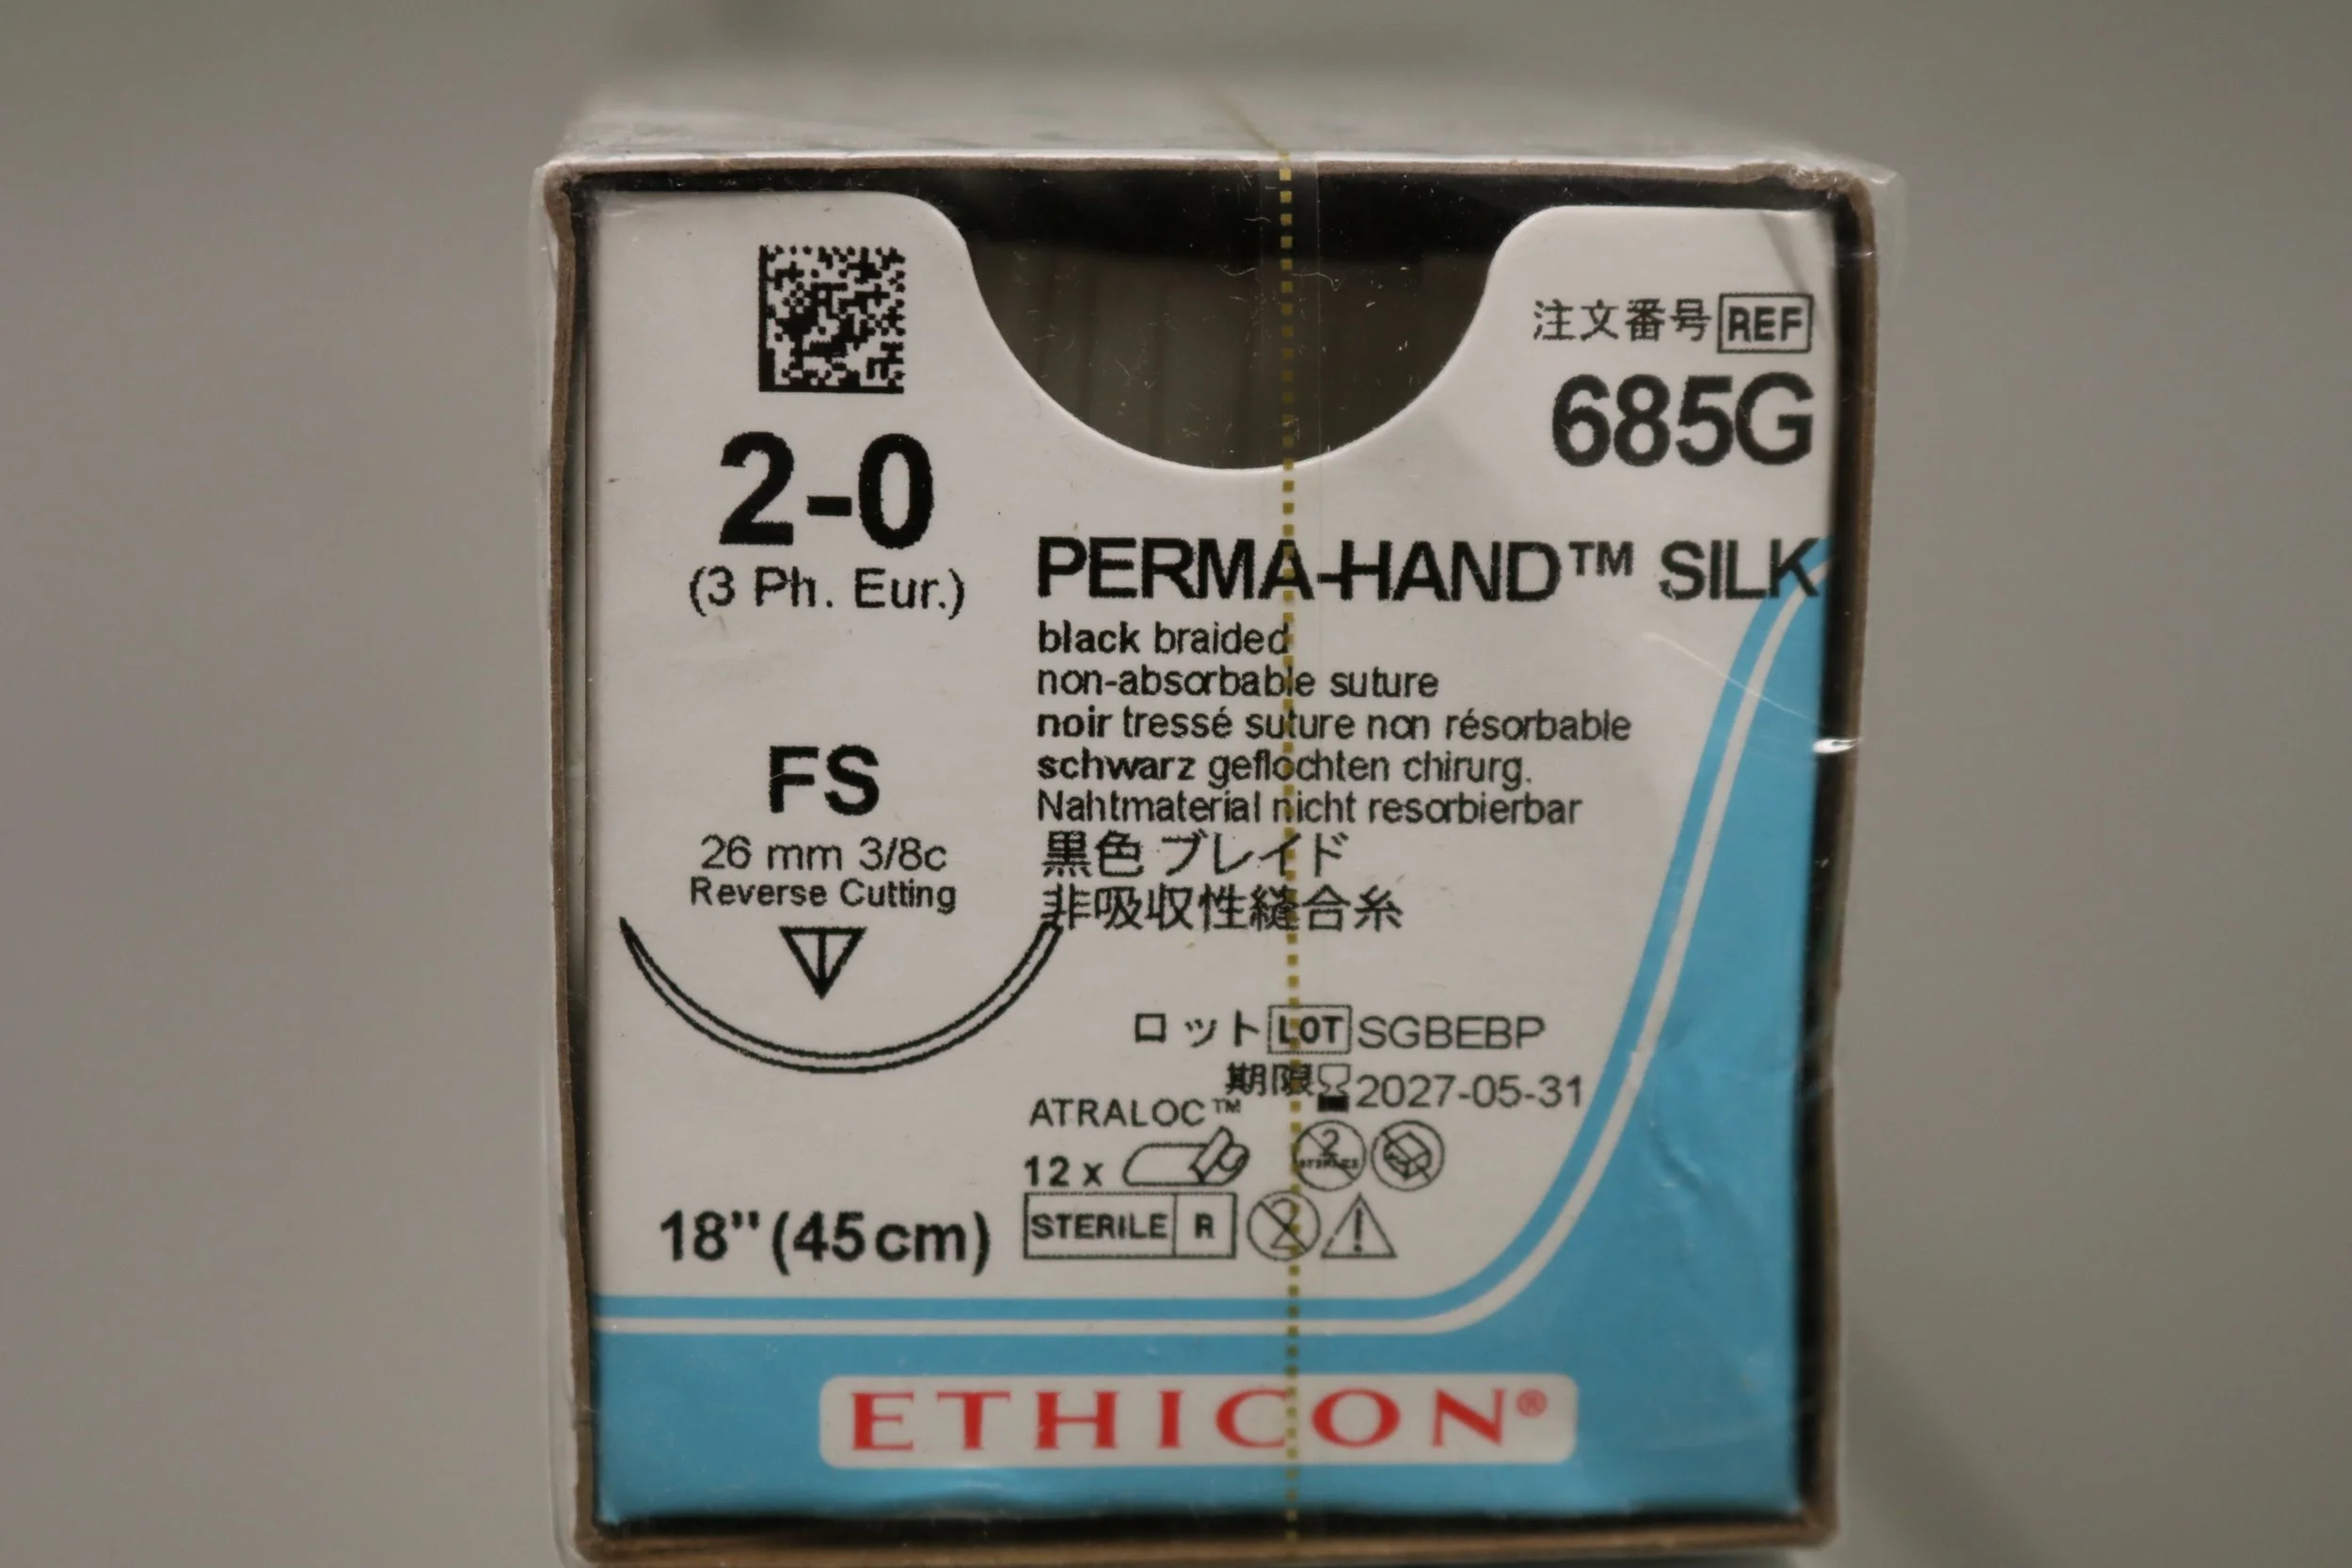 注文番号 REF
685G
2-0
(3 Ph. Eur.)
PERMA-HAND™ SILK
black braided
non-absorbable suture
noir tressé suture non résorbable
schwarz geflochten chirurg.
Nahtmaterial nicht resorbierbar
黒色 ブレイド
非吸収性縫合糸
FS
26 mm 3/8c
Reverse Cutting
ロット LOT SGBEBP
期限 2027-05-31
ATRALOC™
12 x
2
STERILE R
2
18"(45cm)
ETHICON®